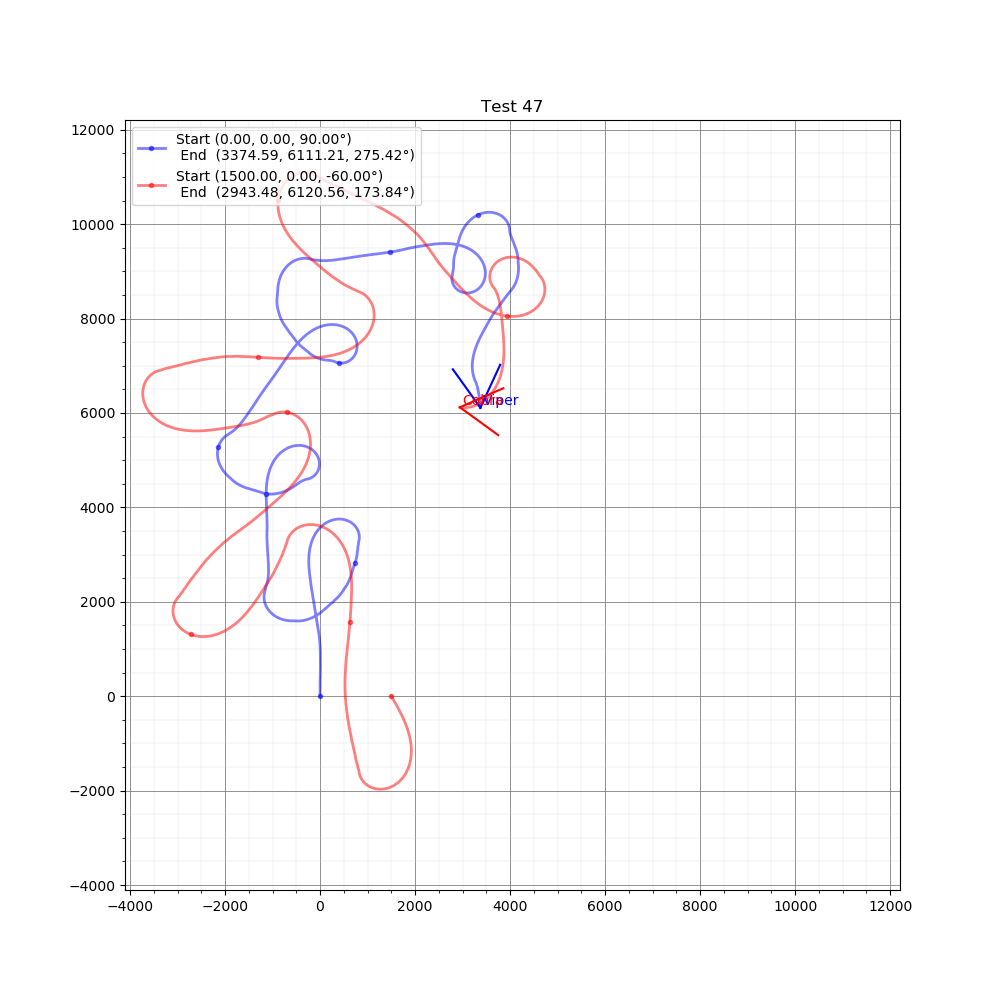 Test 47
Start (0.00, 0.00, 90.00°)
End (3374.59, 6111.21, 275.42°)
Start (1500.00, 0.00, -60.00°)
End (2943.48, 6120.56, 173.84°)
12000
10000
8000
6000
4000
2000
0
−2000
−4000
−4000 −2000 0 2000 4000 6000 8000 10000 12000